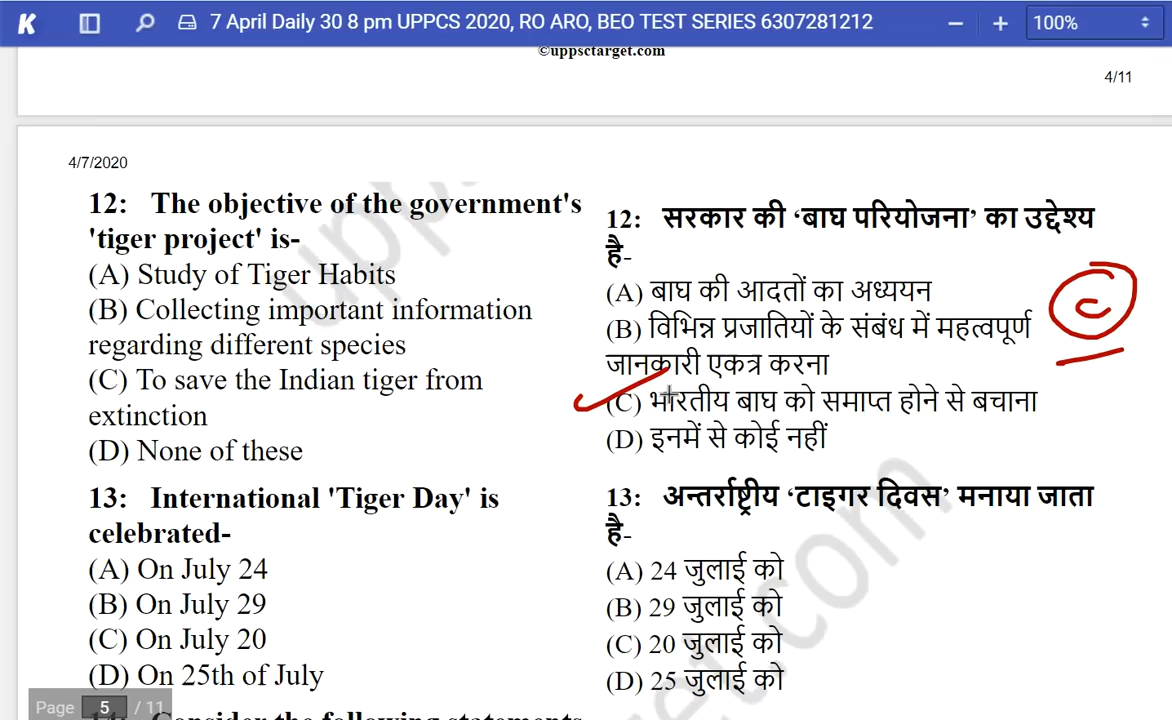 K 7 April Daily 30 8 pm UPPCS 2020, RO ARO, BEO TEST SERIES 6307281212 100%
©uppsctarget.com
4/11
4/7/2020
12: The objective of the government's
'tiger project' is-
(A) Study of Tiger Habits
(B) Collecting important information
regarding different species
(C) To save the Indian tiger from
extinction
(D) None of these
13: International 'Tiger Day' is
celebrated-
(A) On July 24
(B) On July 29
(C) On July 20
(D) On 25th of July
12: सरकार की ‘बाघ परियोजना’ का उद्देश्य
है-
(A) बाघ की आदतों का अध्ययन
(B) विभिन्न प्रजातियों के संबंध में महत्वपूर्ण
जानकारी एकत्र करना
(C) भारतीय बाघ को समाप्त होने से बचाना
(D) इनमें से कोई नहीं
C
13: अन्तर्राष्ट्रीय ‘टाइगर दिवस’ मनाया जाता
है-
(A) 24 जुलाई को
(B) 29 जुलाई को
(C) 20 जुलाई को
(D) 25 जुलाई को
Page 5 / 11
14: Consider the following statements